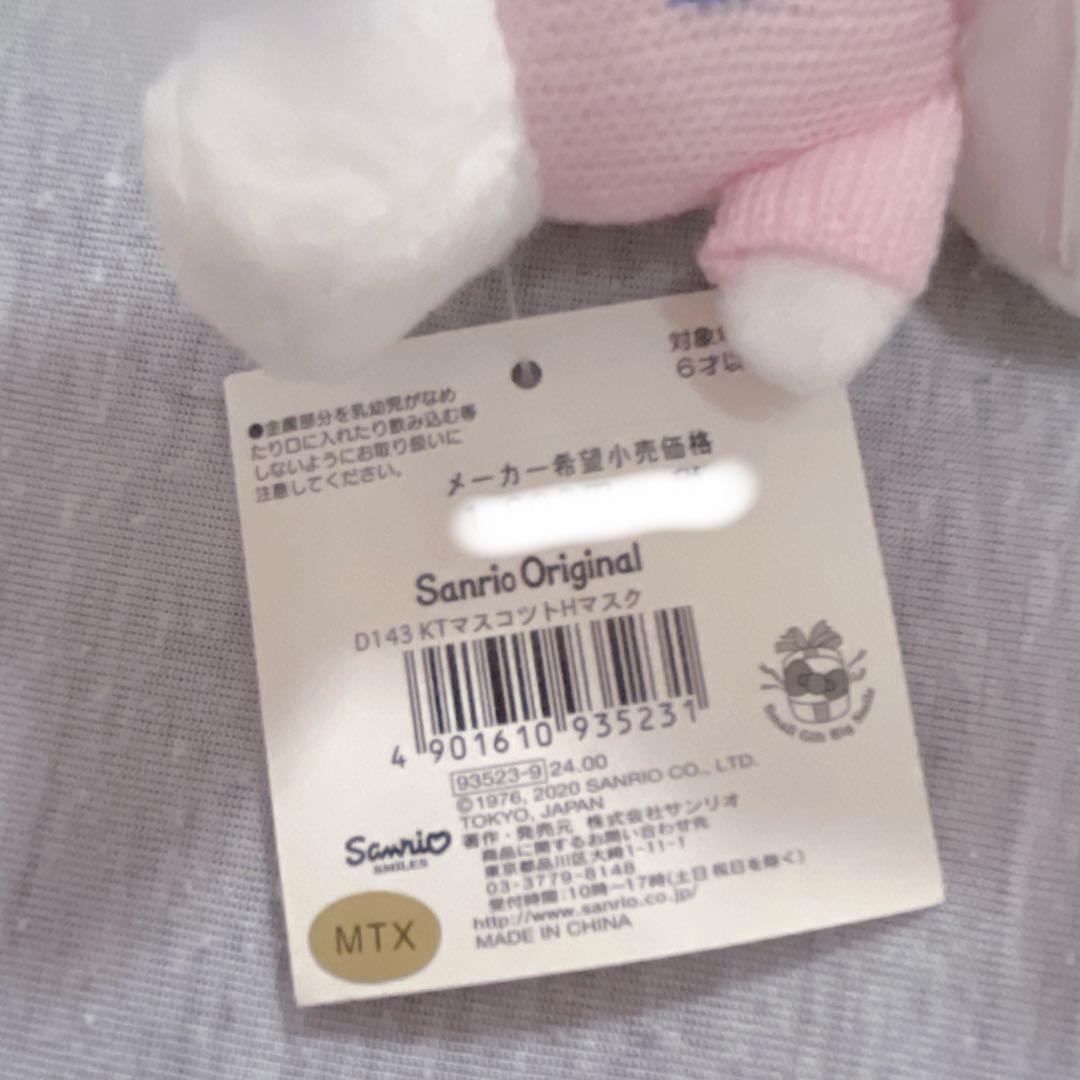 ●金属部分を乳幼児がなめ
たり口に入れたり飲み込む等
しないようにお取り扱いに
注意してください。
対象
6才以
メーカー希望小売価格
Sanrio Original
D143 KTマスコツトHマスク
4 901610 935231
93523-9 24.00
©1976, 2020 SANRIO CO., LTD.
TOKYO, JAPAN
著作・発売元 株式会社サンリオ
商品に関するお問い合わせ先
東京都品川区大崎1-11-1
03-3779-8148
受付時間:10時〜17時(土日祝日を除く)
http://www.sanrio.co.jp/
MADE IN CHINA
Sanrio
SMILES
MTX
Small Gift Big Smile